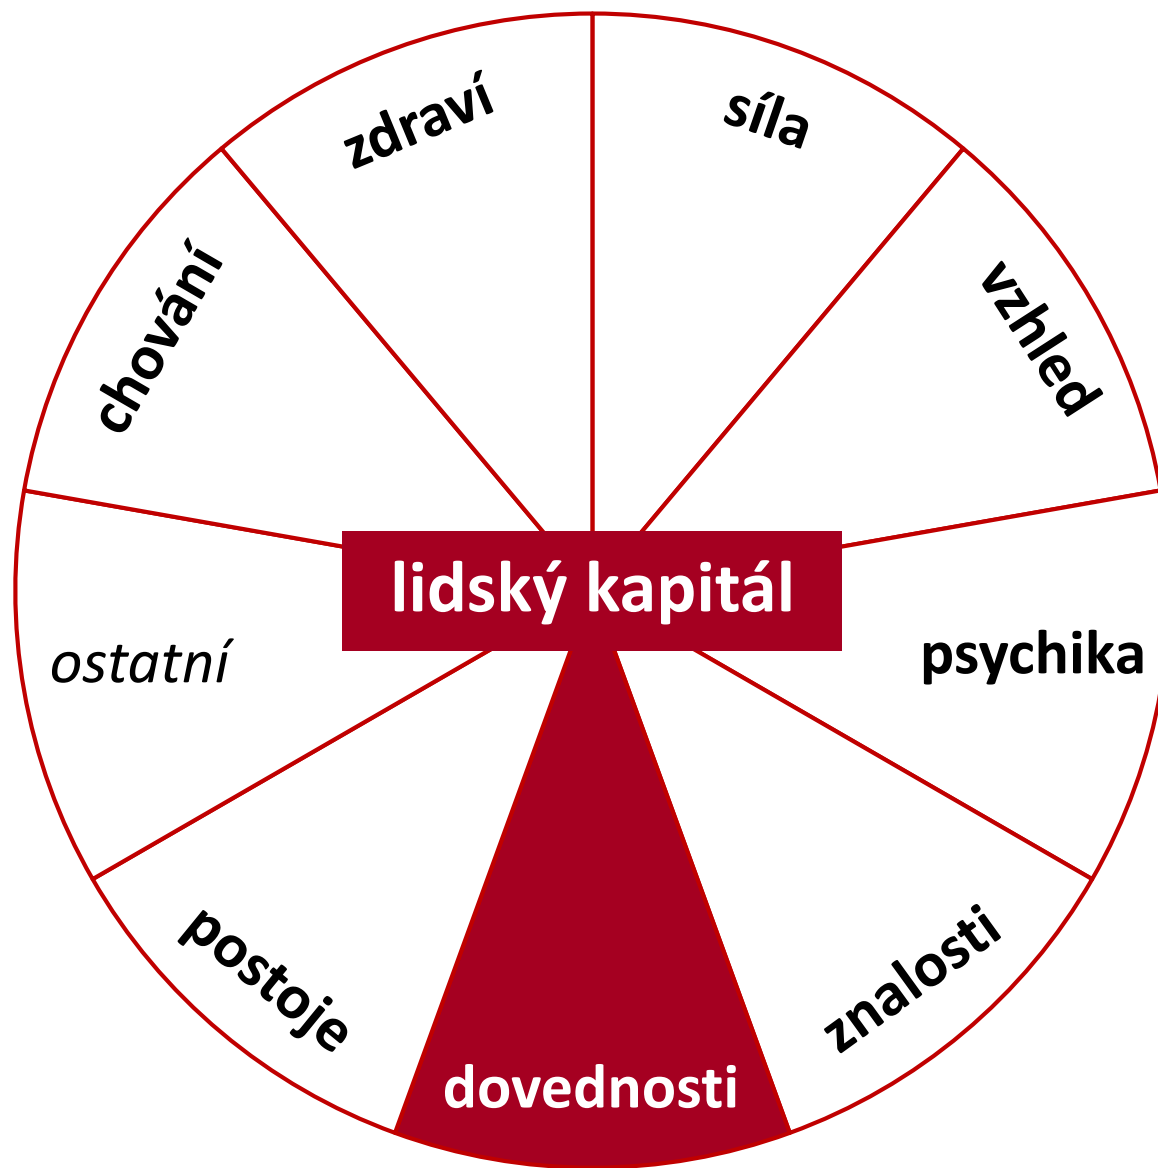 zdraví
síla
vzhled
chování
lidský kapitál
ostatní
psychika
postoje
znalosti
dovednosti